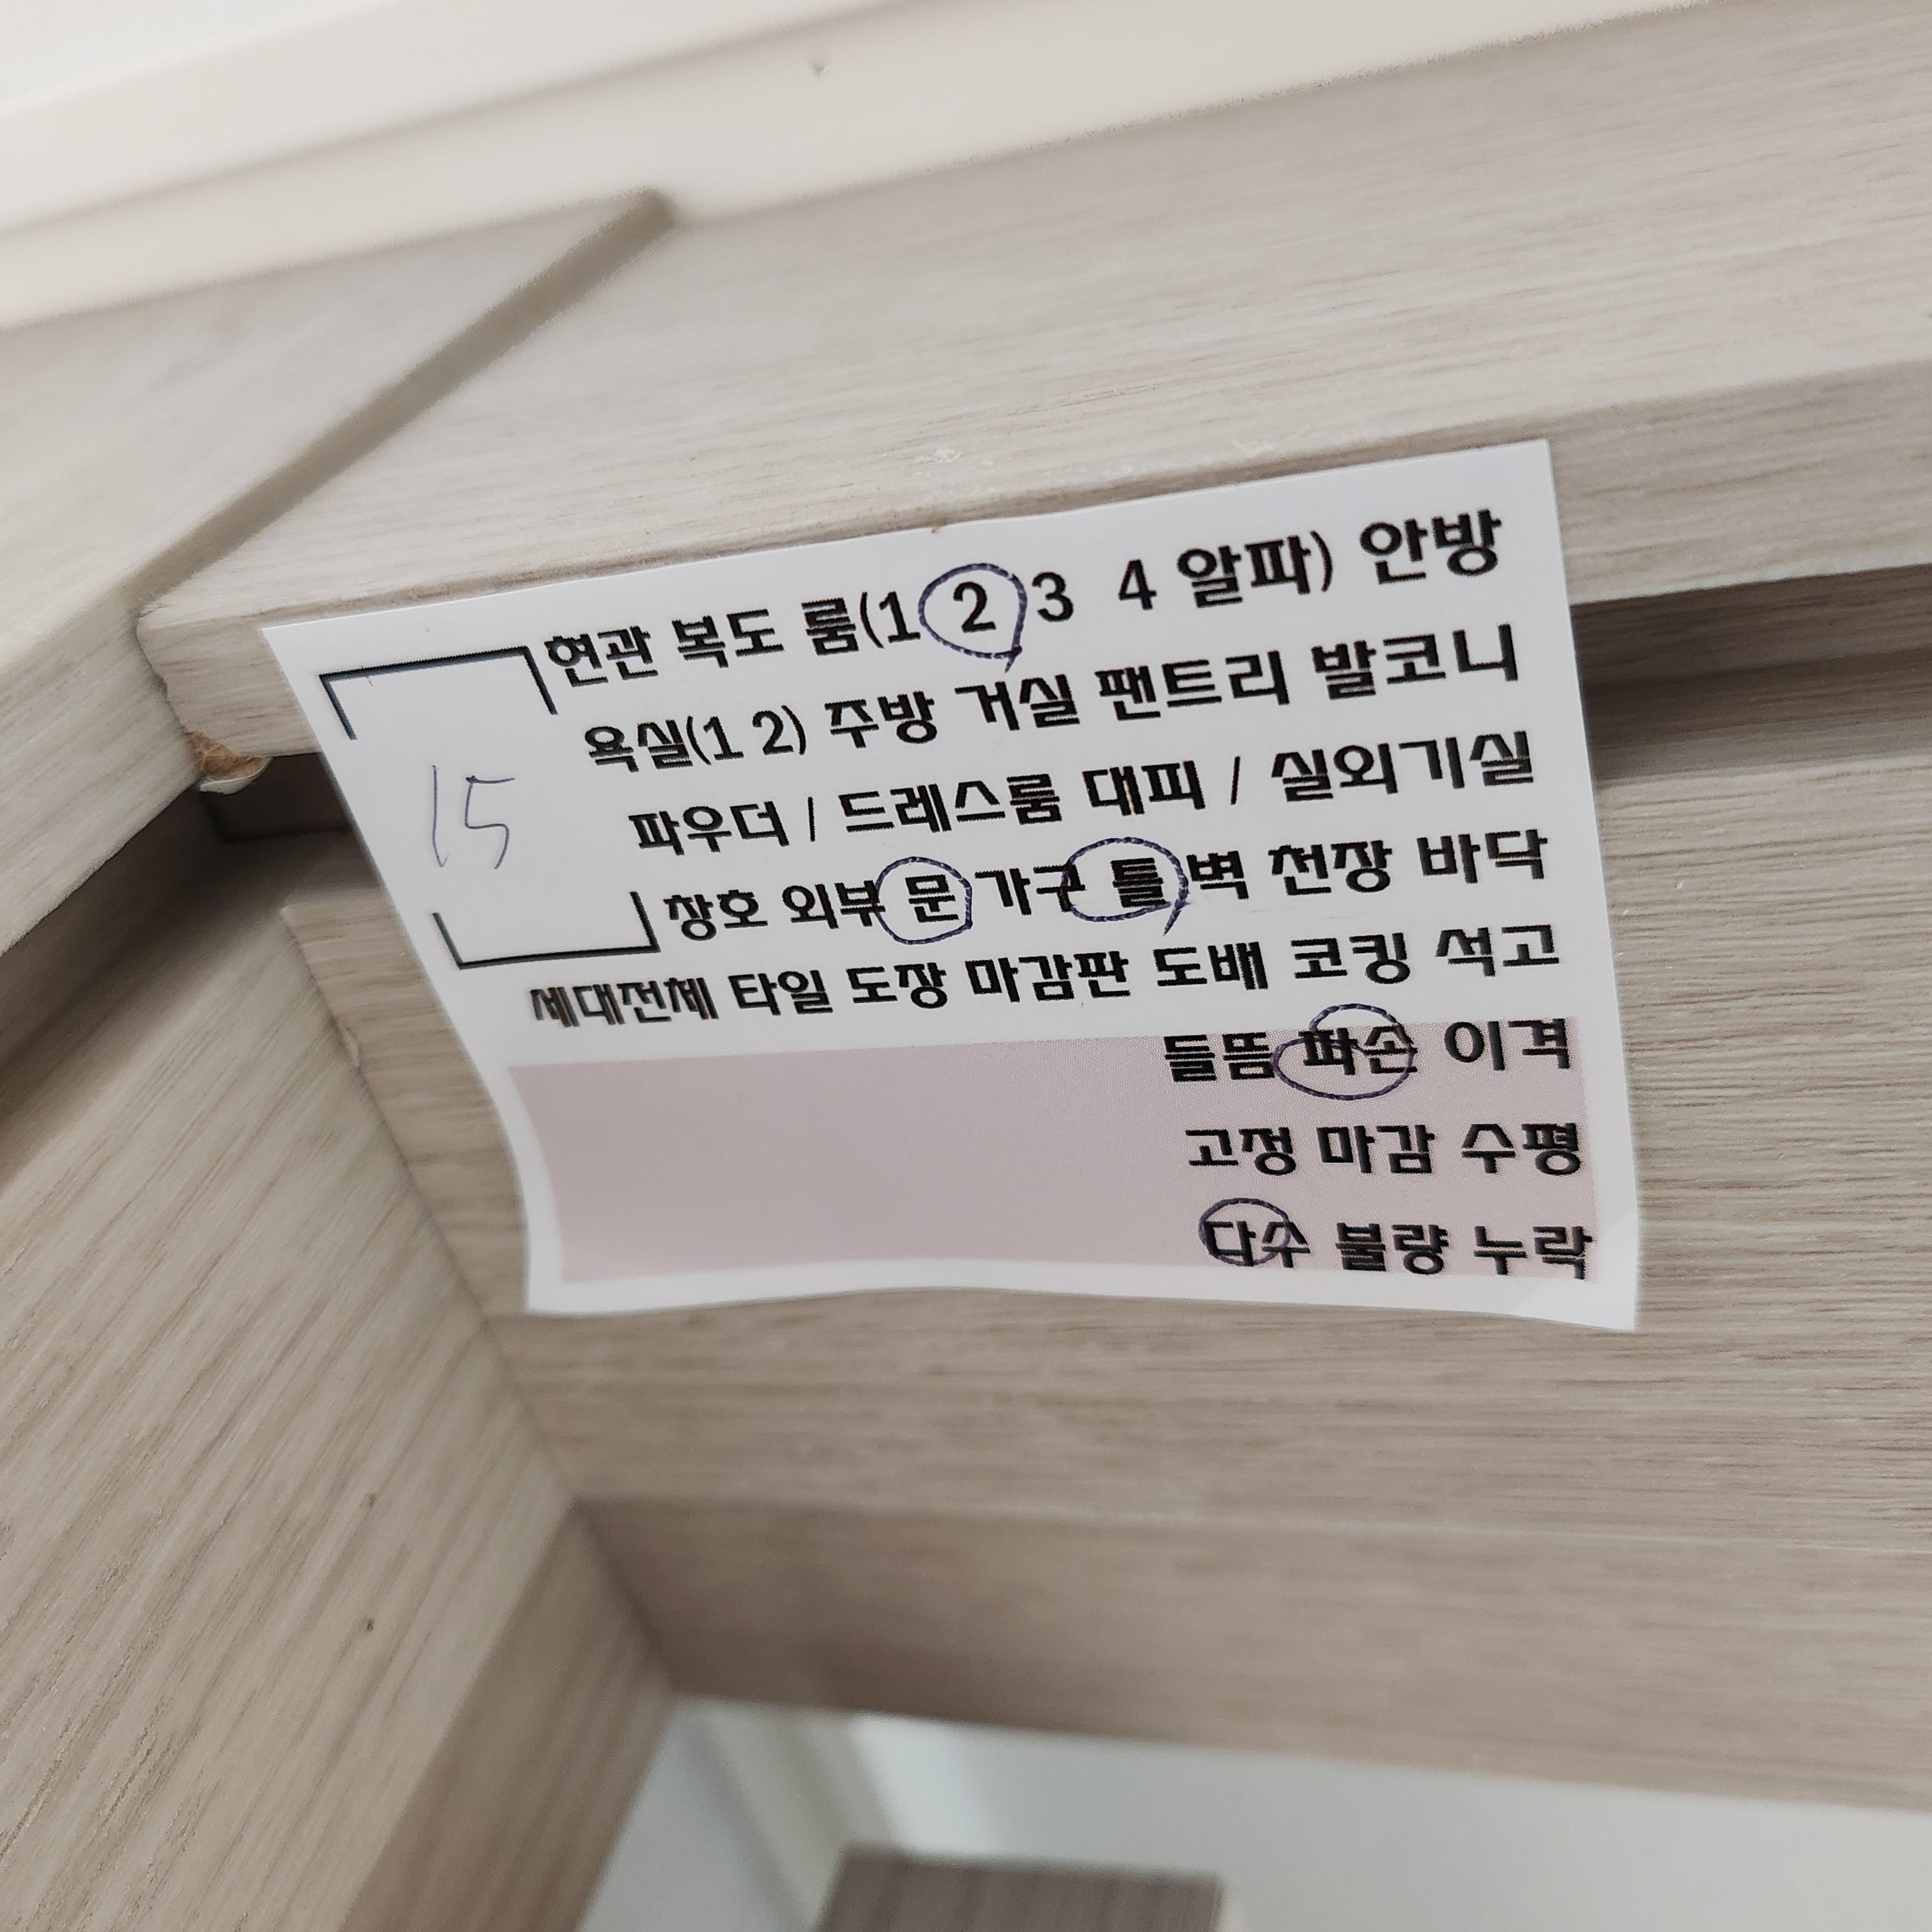 현관 복도 룸(1 2 3 4 알파) 안방
욕실(1 2) 주방 거실 팬트리 발코니
15
파우더 / 드레스룸 대피 / 실외기실
창호 외부 문 가구 틀 벽 천장 바닥
세대전체 타일 도장 마감판 도배 코킹 석고
들뜸 파손 이격
고정 마감 수평
다수 불량 누락